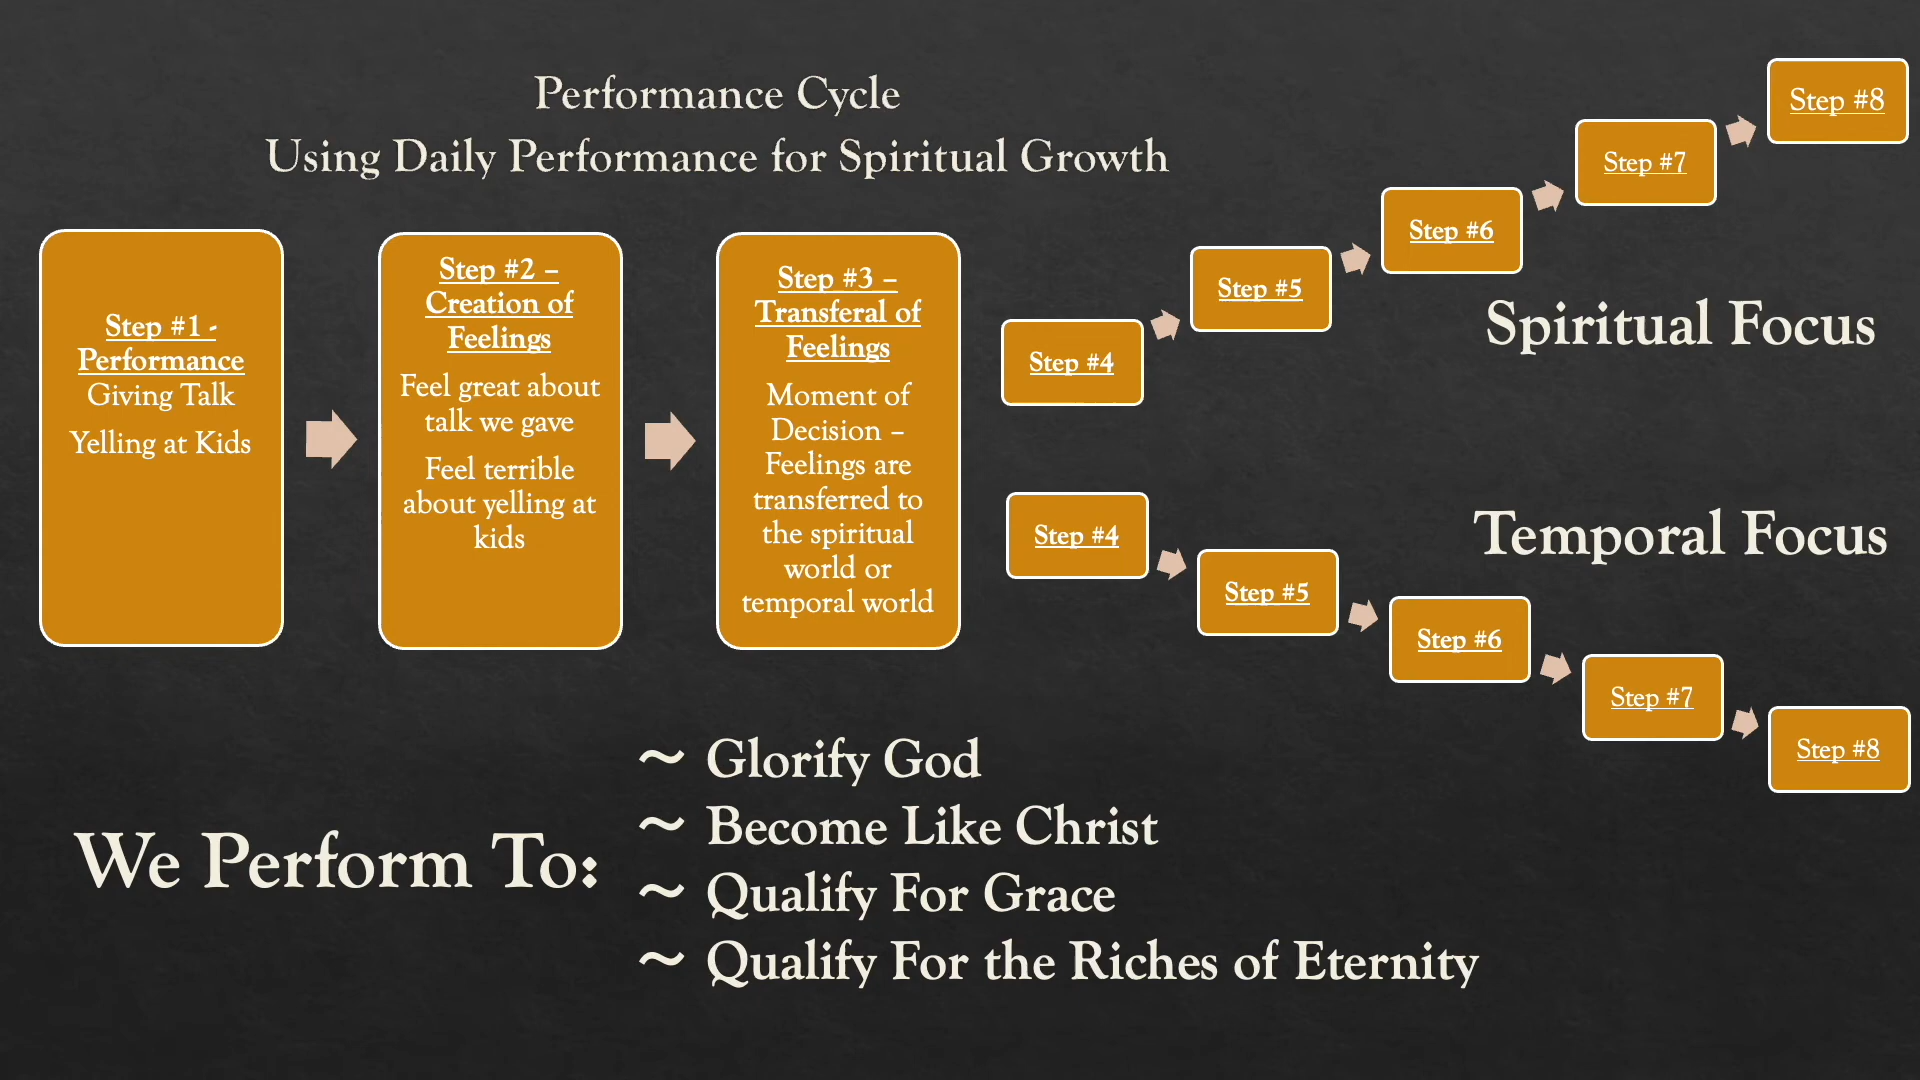 Performance Cycle
Using Daily Performance for Spiritual Growth
Step #1 -
Performance
Giving Talk
Yelling at Kids
Step #2 –
Creation of
Feelings
Feel great about
talk we gave
Feel terrible
about yelling at
kids
Step #3 –
Transferal of
Feelings
Moment of
Decision –
Feelings are
transferred to
the spiritual
world or
temporal world
Step #4
Step #5
Step #6
Step #7
Step #8
Spiritual Focus
Temporal Focus
Step #4
Step #5
Step #6
Step #7
Step #8
We Perform To:
~ Glorify God
~ Become Like Christ
~ Qualify For Grace
~ Qualify For the Riches of Eternity